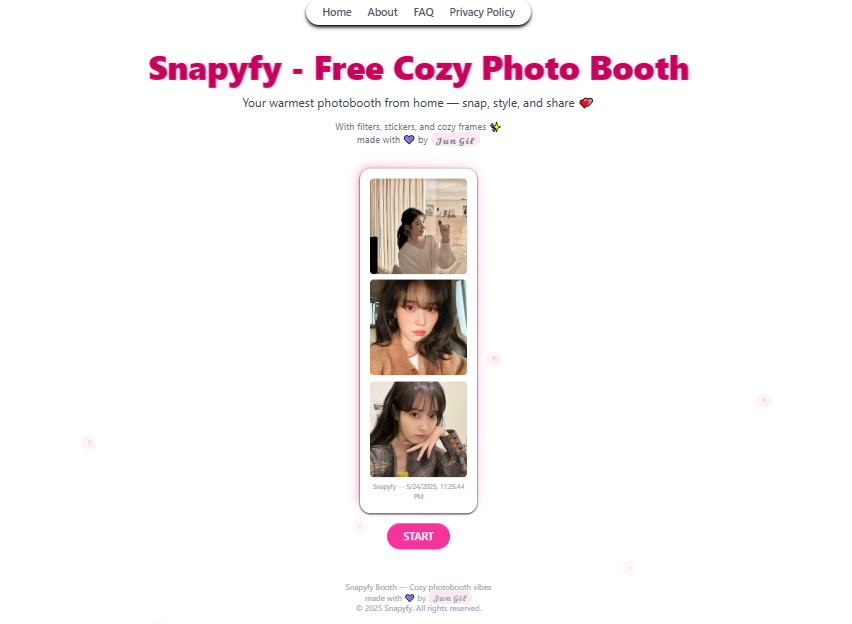 Home About FAQ Privacy Policy
Snapyfy - Free Cozy Photo Booth
Your warmest photobooth from home — snap, style, and share 💕
With filters, stickers, and cozy frames ✨
made with 💜 by Jun Gil
Snapyfy — 5/24/2025, 11:25:44
PM
START
Snapyfy Booth — Cozy photobooth vibes
made with 💜 by Jun Gil
© 2025 Snapyfy. All rights reserved.